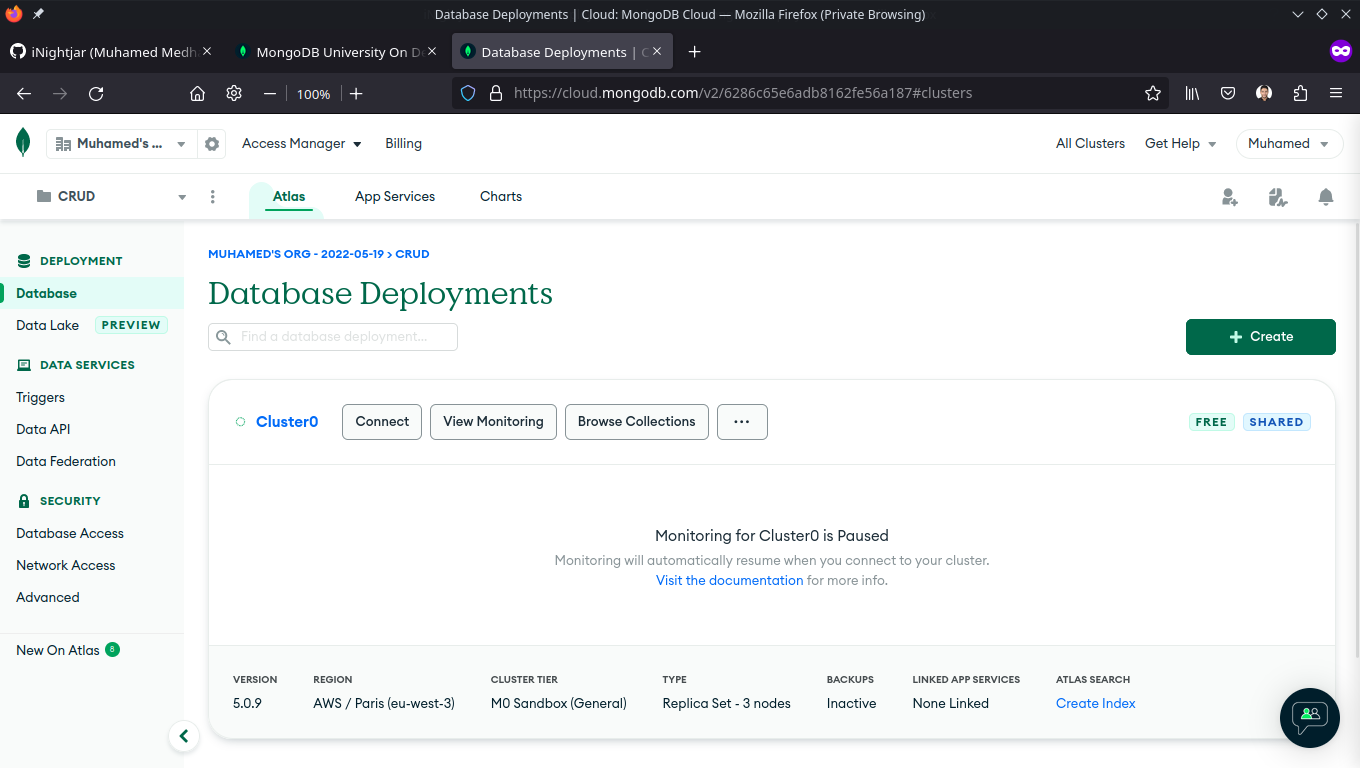 Database Deployments | Cloud: MongoDB Cloud — Mozilla Firefox (Private Browsing)
iNightjar (Muhamed Medh
MongoDB University On De
Database Deployments | C
100%
https://cloud.mongodb.com/v2/6286c65e6adb8162fe56a187#clusters
Muhamed's ...
Access Manager
Billing
All Clusters
Get Help
Muhamed
CRUD
Atlas
App Services
Charts
DEPLOYMENT
Database
Data Lake PREVIEW
DATA SERVICES
Triggers
Data API
Data Federation
SECURITY
Database Access
Network Access
Advanced
New On Atlas 8
MUHAMED'S ORG - 2022-05-19 > CRUD
Database Deployments
Find a database deployment...
+ Create
Cluster0
Connect
View Monitoring
Browse Collections
...
FREE
SHARED
Monitoring for Cluster0 is Paused
Monitoring will automatically resume when you connect to your cluster.
Visit the documentation for more info.
VERSION
5.0.9
REGION
AWS / Paris (eu-west-3)
CLUSTER TIER
M0 Sandbox (General)
TYPE
Replica Set - 3 nodes
BACKUPS
Inactive
LINKED APP SERVICES
None Linked
ATLAS SEARCH
Create Index